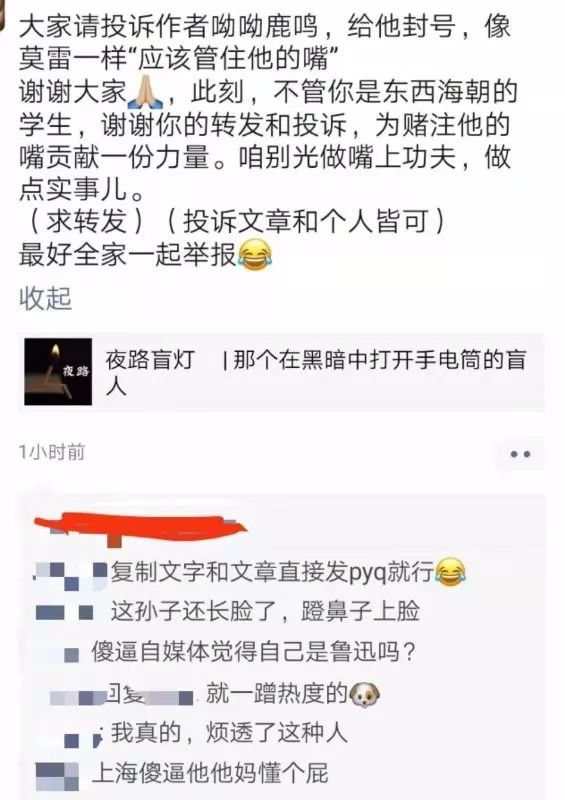 大家请投诉作者呦呦鹿鸣，给他封号，像
莫雷一样“应该管住他的嘴”
谢谢大家🙏🏻，此刻，不管你是东西海朝的
学生，谢谢你的转发和投诉，为赌注他的
嘴贡献一份力量。咱别光做嘴上功夫，做
点实事儿。
（求转发）（投诉文章和个人皆可）
最好全家一起举报😂
收起
夜路
夜路盲灯 | 那个在黑暗中打开手电筒的盲
人
1小时前
复制文字和文章直接发pyq就行😂
这孙子还长脸了，蹬鼻子上脸
傻逼自媒体觉得自己是鲁迅吗？
回复 就一蹭热度的🐶
：我真的，烦透了这种人
上海傻逼他他妈懂个屁